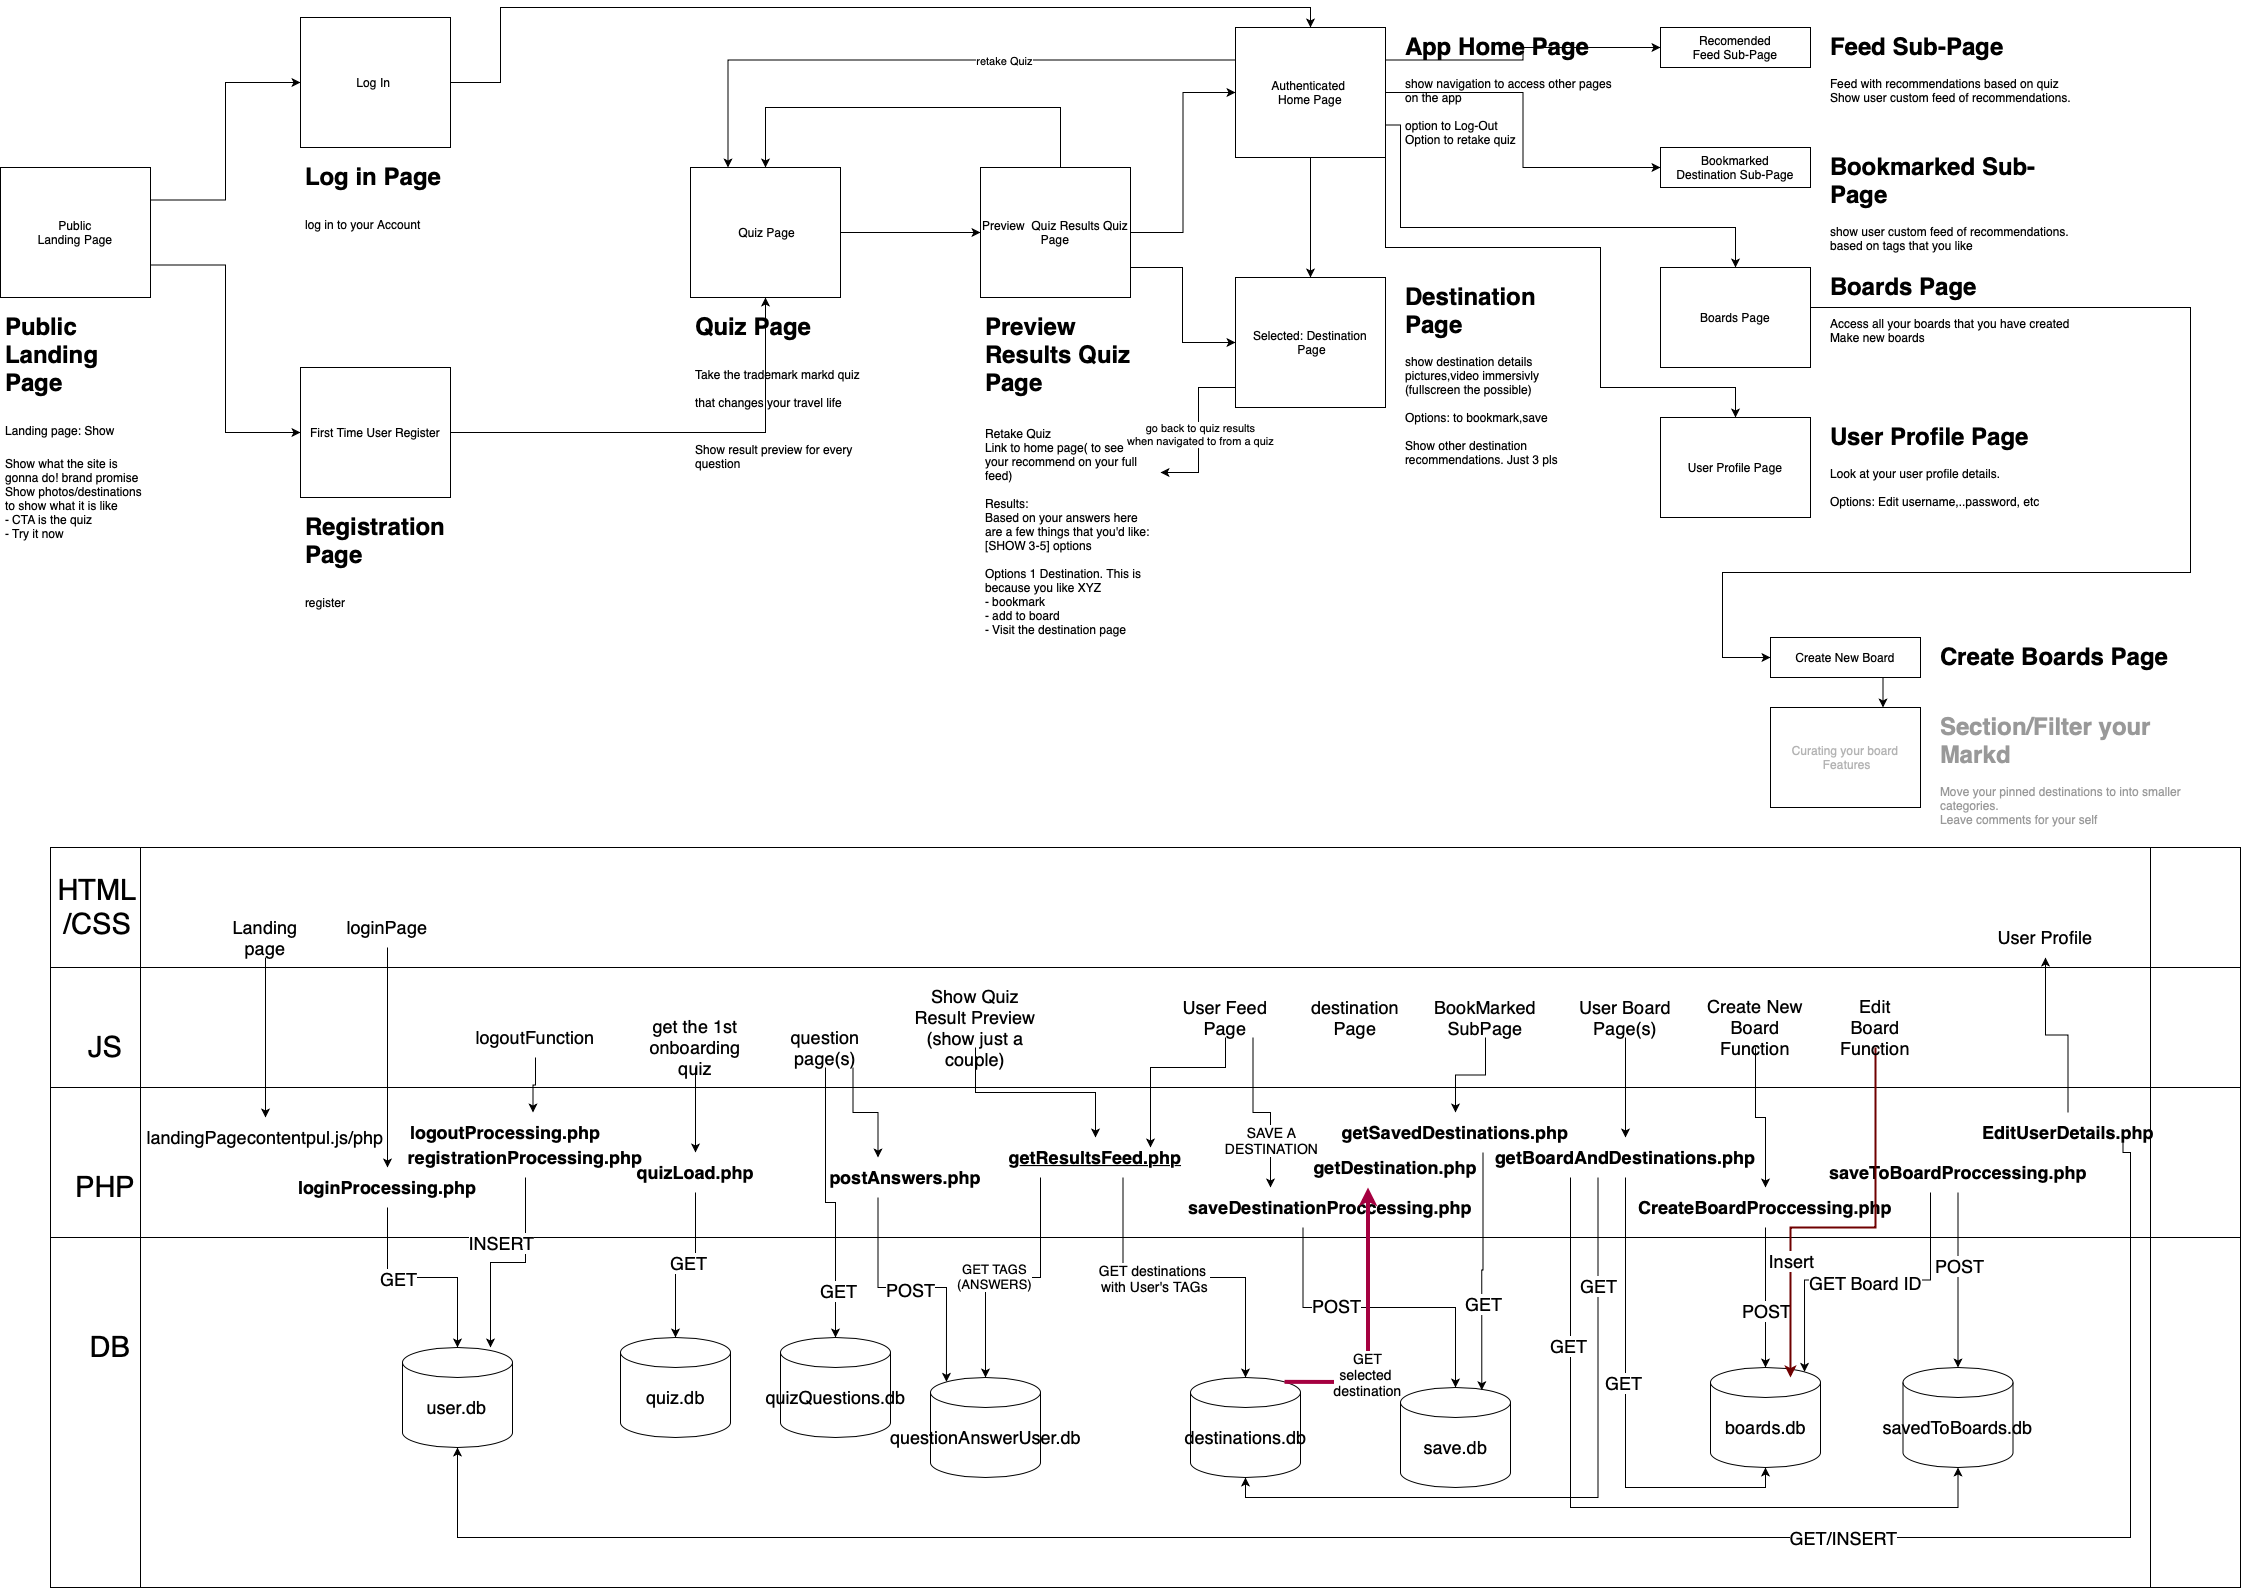 Log In
Log in Page
log in to your Account
Public
Landing Page
Public
Landing
Page
Landing page: Show
Show what the site is
gonna do! brand promise
Show photos/destinations
to show what it is like
- CTA is the quiz
- Try it now
First Time User Register
Registration
Page
register
retake Quiz
Quiz Page
Quiz Page
Take the trademark markd quiz
that changes your travel life
Show result preview for every
question
Preview  Quiz Results Quiz
Page
Preview
Results Quiz
Page
Retake Quiz
Link to home page( to see
your recommend on your full
feed)
Results:
Based on your answers here
are a few things that you'd like:
[SHOW 3-5] options
Options 1 Destination. This is
because you like XYZ
- bookmark
- add to board
- Visit the destination page
Authenticated
Home Page
App Home Page
show navigation to access other pages
on the app
option to Log-Out
Option to retake quiz
Selected: Destination
Page
go back to quiz results
when navigated to from a quiz
Destination
Page
show destination details
pictures,video immersivly
(fullscreen the possible)
Options: to bookmark,save
Show other destination
recommendations. Just 3 pls
Recomended
Feed Sub-Page
Feed Sub-Page
Feed with recommendations based on quiz
Show user custom feed of recommendations.
Bookmarked
Destination Sub-Page
Bookmarked Sub-
Page
show user custom feed of recommendations.
based on tags that you like
Boards Page
Boards Page
Access all your boards that you have created
Make new boards
User Profile Page
User Profile Page
Look at your user profile details.
Options: Edit username,..password, etc
Create New Board
Create Boards Page
Curating your board
Features
Section/Filter your
Markd
Move your pinned destinations to into smaller
categories.
Leave comments for your self
HTML
/CSS
Landing
page
loginPage
User Profile
JS
logoutFunction
get the 1st
onboarding
quiz
question
page(s)
Show Quiz
Result Preview
(show just a
couple)
User Feed
Page
destination
Page
BookMarked
SubPage
User Board
Page(s)
Create New
Board
Function
Edit
Board
Function
PHP
landingPagecontentpul.js/php
logoutProcessing.php
registrationProcessing.php
loginProcessing.php
quizLoad.php
postAnswers.php
getResultsFeed.php
SAVE A
DESTINATION
saveDestinationProccessing.php
getSavedDestinations.php
getDestination.php
getBoardAndDestinations.php
CreateBoardProccessing.php
saveToBoardProccessing.php
EditUserDetails.php
DB
GET
INSERT
GET
GET
POST
GET TAGS
(ANSWERS)
GET destinations
with User's TAGs
POST
GET
selected
destination
GET
GET
GET
GET
Insert
POST
GET Board ID
POST
user.db
quiz.db
quizQuestions.db
questionAnswerUser.db
destinations.db
save.db
boards.db
savedToBoards.db
GET/INSERT